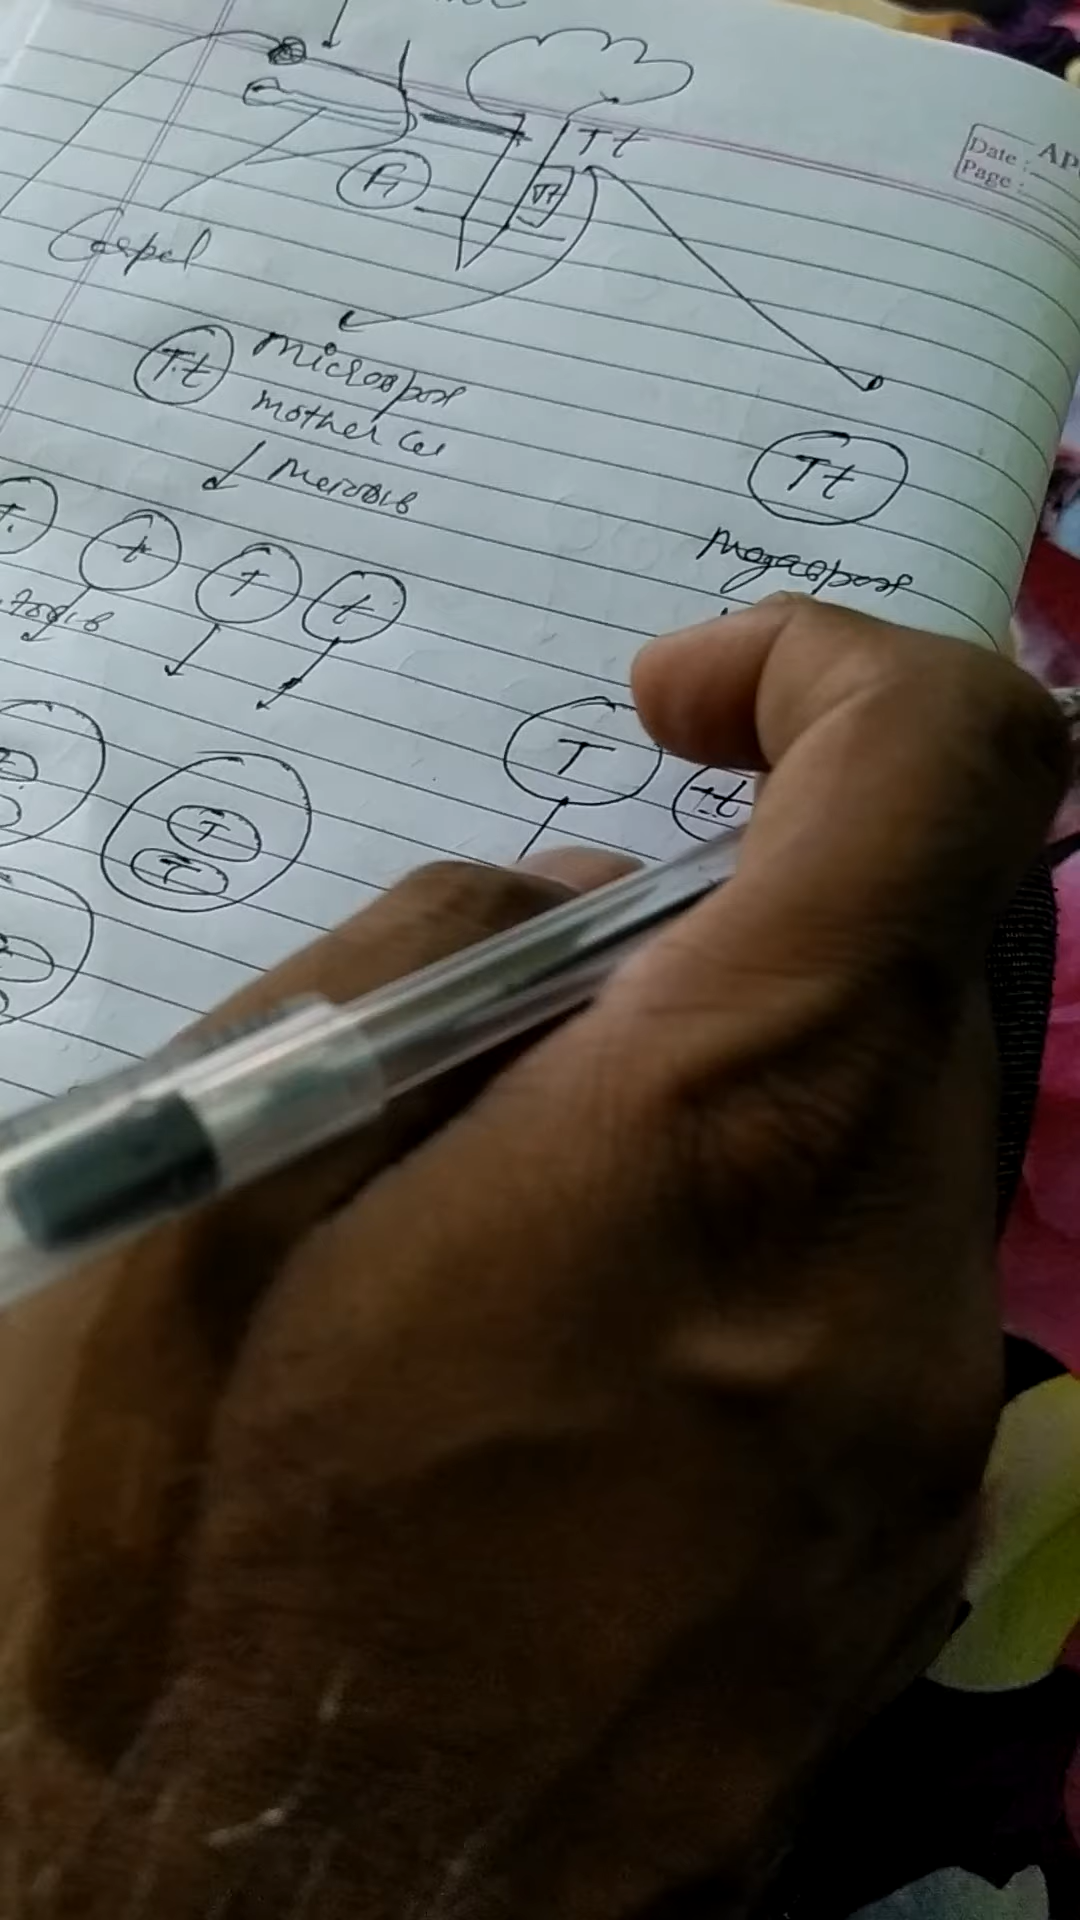 Date :
Page :
Tt
F1
Carpel
Tt
microspore
mother cell
Meiosis
Tt
megaspore
T
t
T
t
T
Tt
T
T